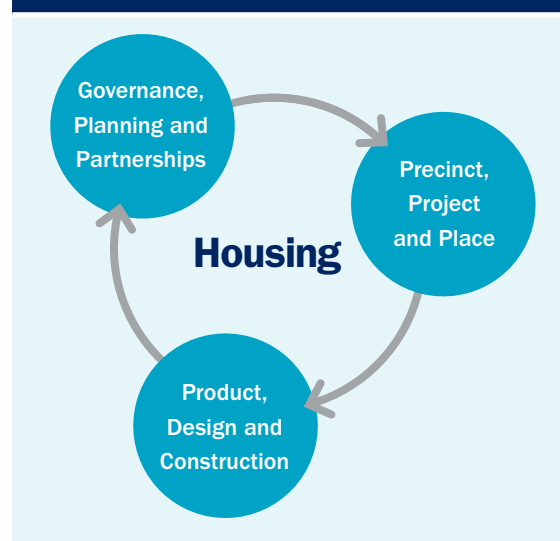 Governance,
Planning and
Partnerships
Precinct,
Project
and Place
Housing
Product,
Design and
Construction